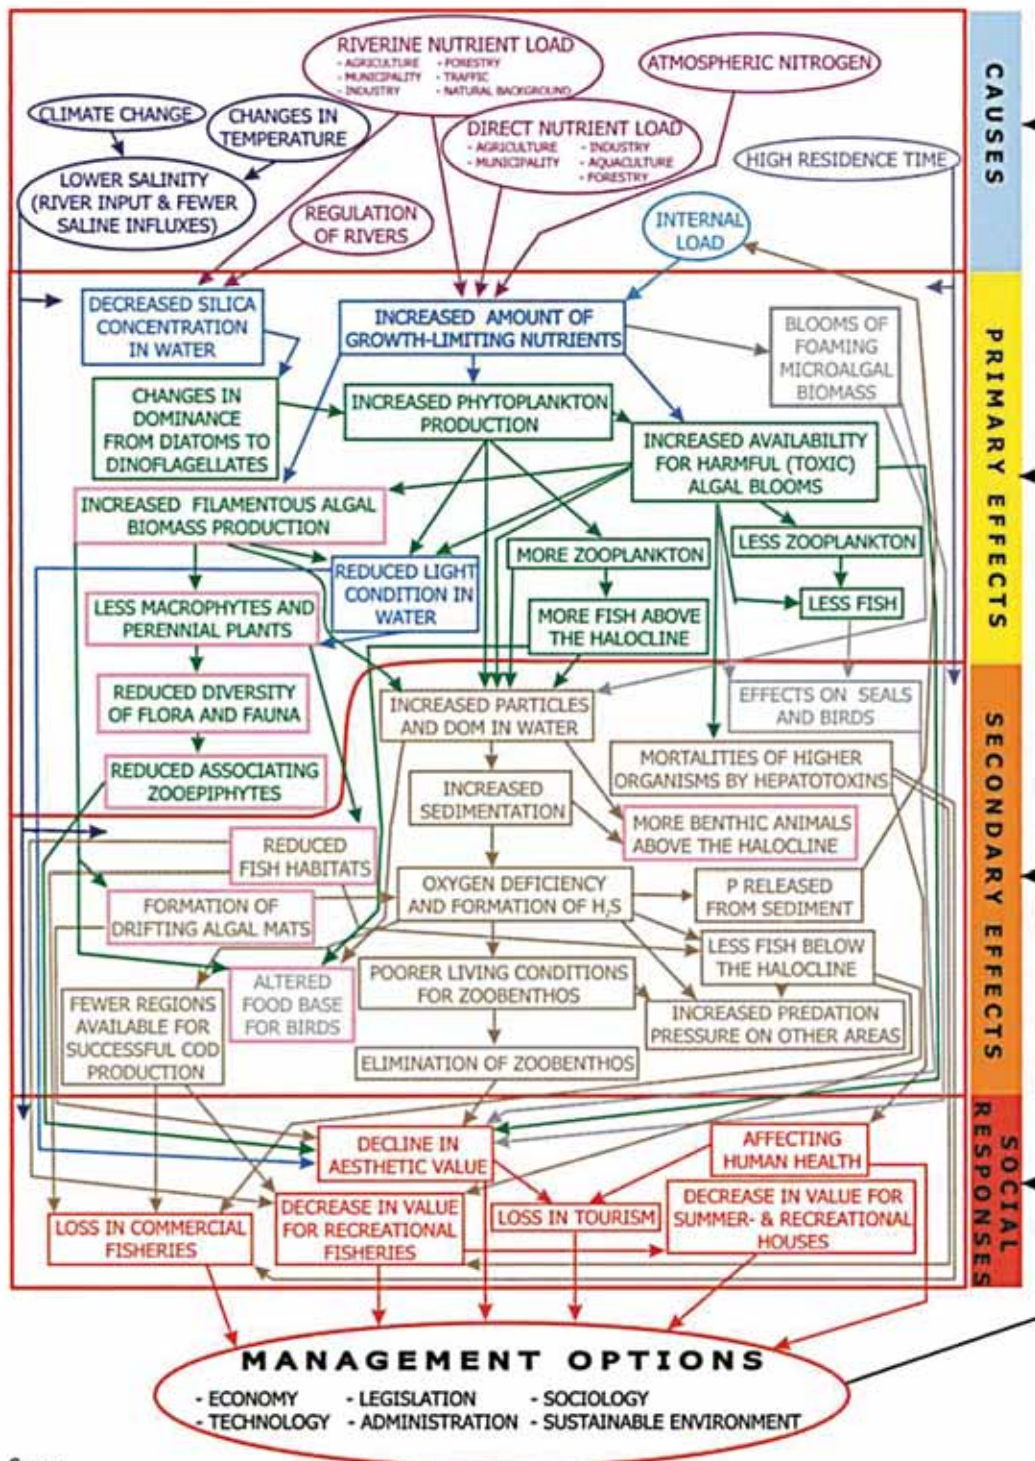 RIVERINE NUTRIENT LOAD
- AGRICULTURE - FORESTRY
- MUNICIPALITY - TRAFFIC
- INDUSTRY - NATURAL BACKGROUND
ATMOSPHERIC NITROGEN
CLIMATE CHANGE
CHANGES IN
TEMPERATURE
DIRECT NUTRIENT LOAD
- AGRICULTURE - INDUSTRY
- MUNICIPALITY - AQUACULTURE
- FORESTRY
HIGH RESIDENCE TIME
LOWER SALINITY
(RIVER INPUT & FEWER
SALINE INFLUXES)
REGULATION
OF RIVERS
INTERNAL
LOAD
CAUSES
DECREASED SILICA
CONCENTRATION
IN WATER
INCREASED AMOUNT OF
GROWTH-LIMITING NUTRIENTS
BLOOMS OF
FOAMING
MICROALGAL
BIOMASS
CHANGES IN
DOMINANCE
FROM DIATOMS TO
DINOFLAGELLATES
INCREASED PHYTOPLANKTON
PRODUCTION
INCREASED AVAILABILITY
FOR HARMFUL (TOXIC)
ALGAL BLOOMS
INCREASED FILAMENTOUS ALGAL
BIOMASS PRODUCTION
REDUCED LIGHT
CONDITION IN
WATER
MORE ZOOPLANKTON
LESS ZOOPLANKTON
LESS MACROPHYTES AND
PERENNIAL PLANTS
MORE FISH ABOVE
THE HALOCLINE
LESS FISH
PRIMARY EFFECTS
REDUCED DIVERSITY
OF FLORA AND FAUNA
INCREASED PARTICLES
AND DOM IN WATER
EFFECTS ON SEALS
AND BIRDS
REDUCED ASSOCIATING
ZOOEPIPHYTES
INCREASED
SEDIMENTATION
MORTALITIES OF HIGHER
ORGANISMS BY HEPATOTOXINS
REDUCED
FISH HABITATS
MORE BENTHIC ANIMALS
ABOVE THE HALOCLINE
FORMATION OF
DRIFTING ALGAL MATS
OXYGEN DEFICIENCY
AND FORMATION OF H₂S
P RELEASED
FROM SEDIMENT
ALTERED
FOOD BASE
FOR BIRDS
POORER LIVING CONDITIONS
FOR ZOOBENTHOS
LESS FISH BELOW
THE HALOCLINE
FEWER REGIONS
AVAILABLE FOR
SUCCESSFUL COD
PRODUCTION
INCREASED PREDATION
PRESSURE ON OTHER AREAS
ELIMINATION OF ZOOBENTHOS
SECONDARY EFFECTS
DECLINE IN
AESTHETIC VALUE
AFFECTING
HUMAN HEALTH
LOSS IN COMMERCIAL
FISHERIES
DECREASE IN VALUE
FOR RECREATIONAL
FISHERIES
LOSS IN TOURISM
DECREASE IN VALUE FOR
SUMMER- & RECREATIONAL
HOUSES
SOCIAL
RESPONSES
MANAGEMENT OPTIONS
- ECONOMY - LEGISLATION - SOCIOLOGY
- TECHNOLOGY - ADMINISTRATION - SUSTAINABLE ENVIRONMENT